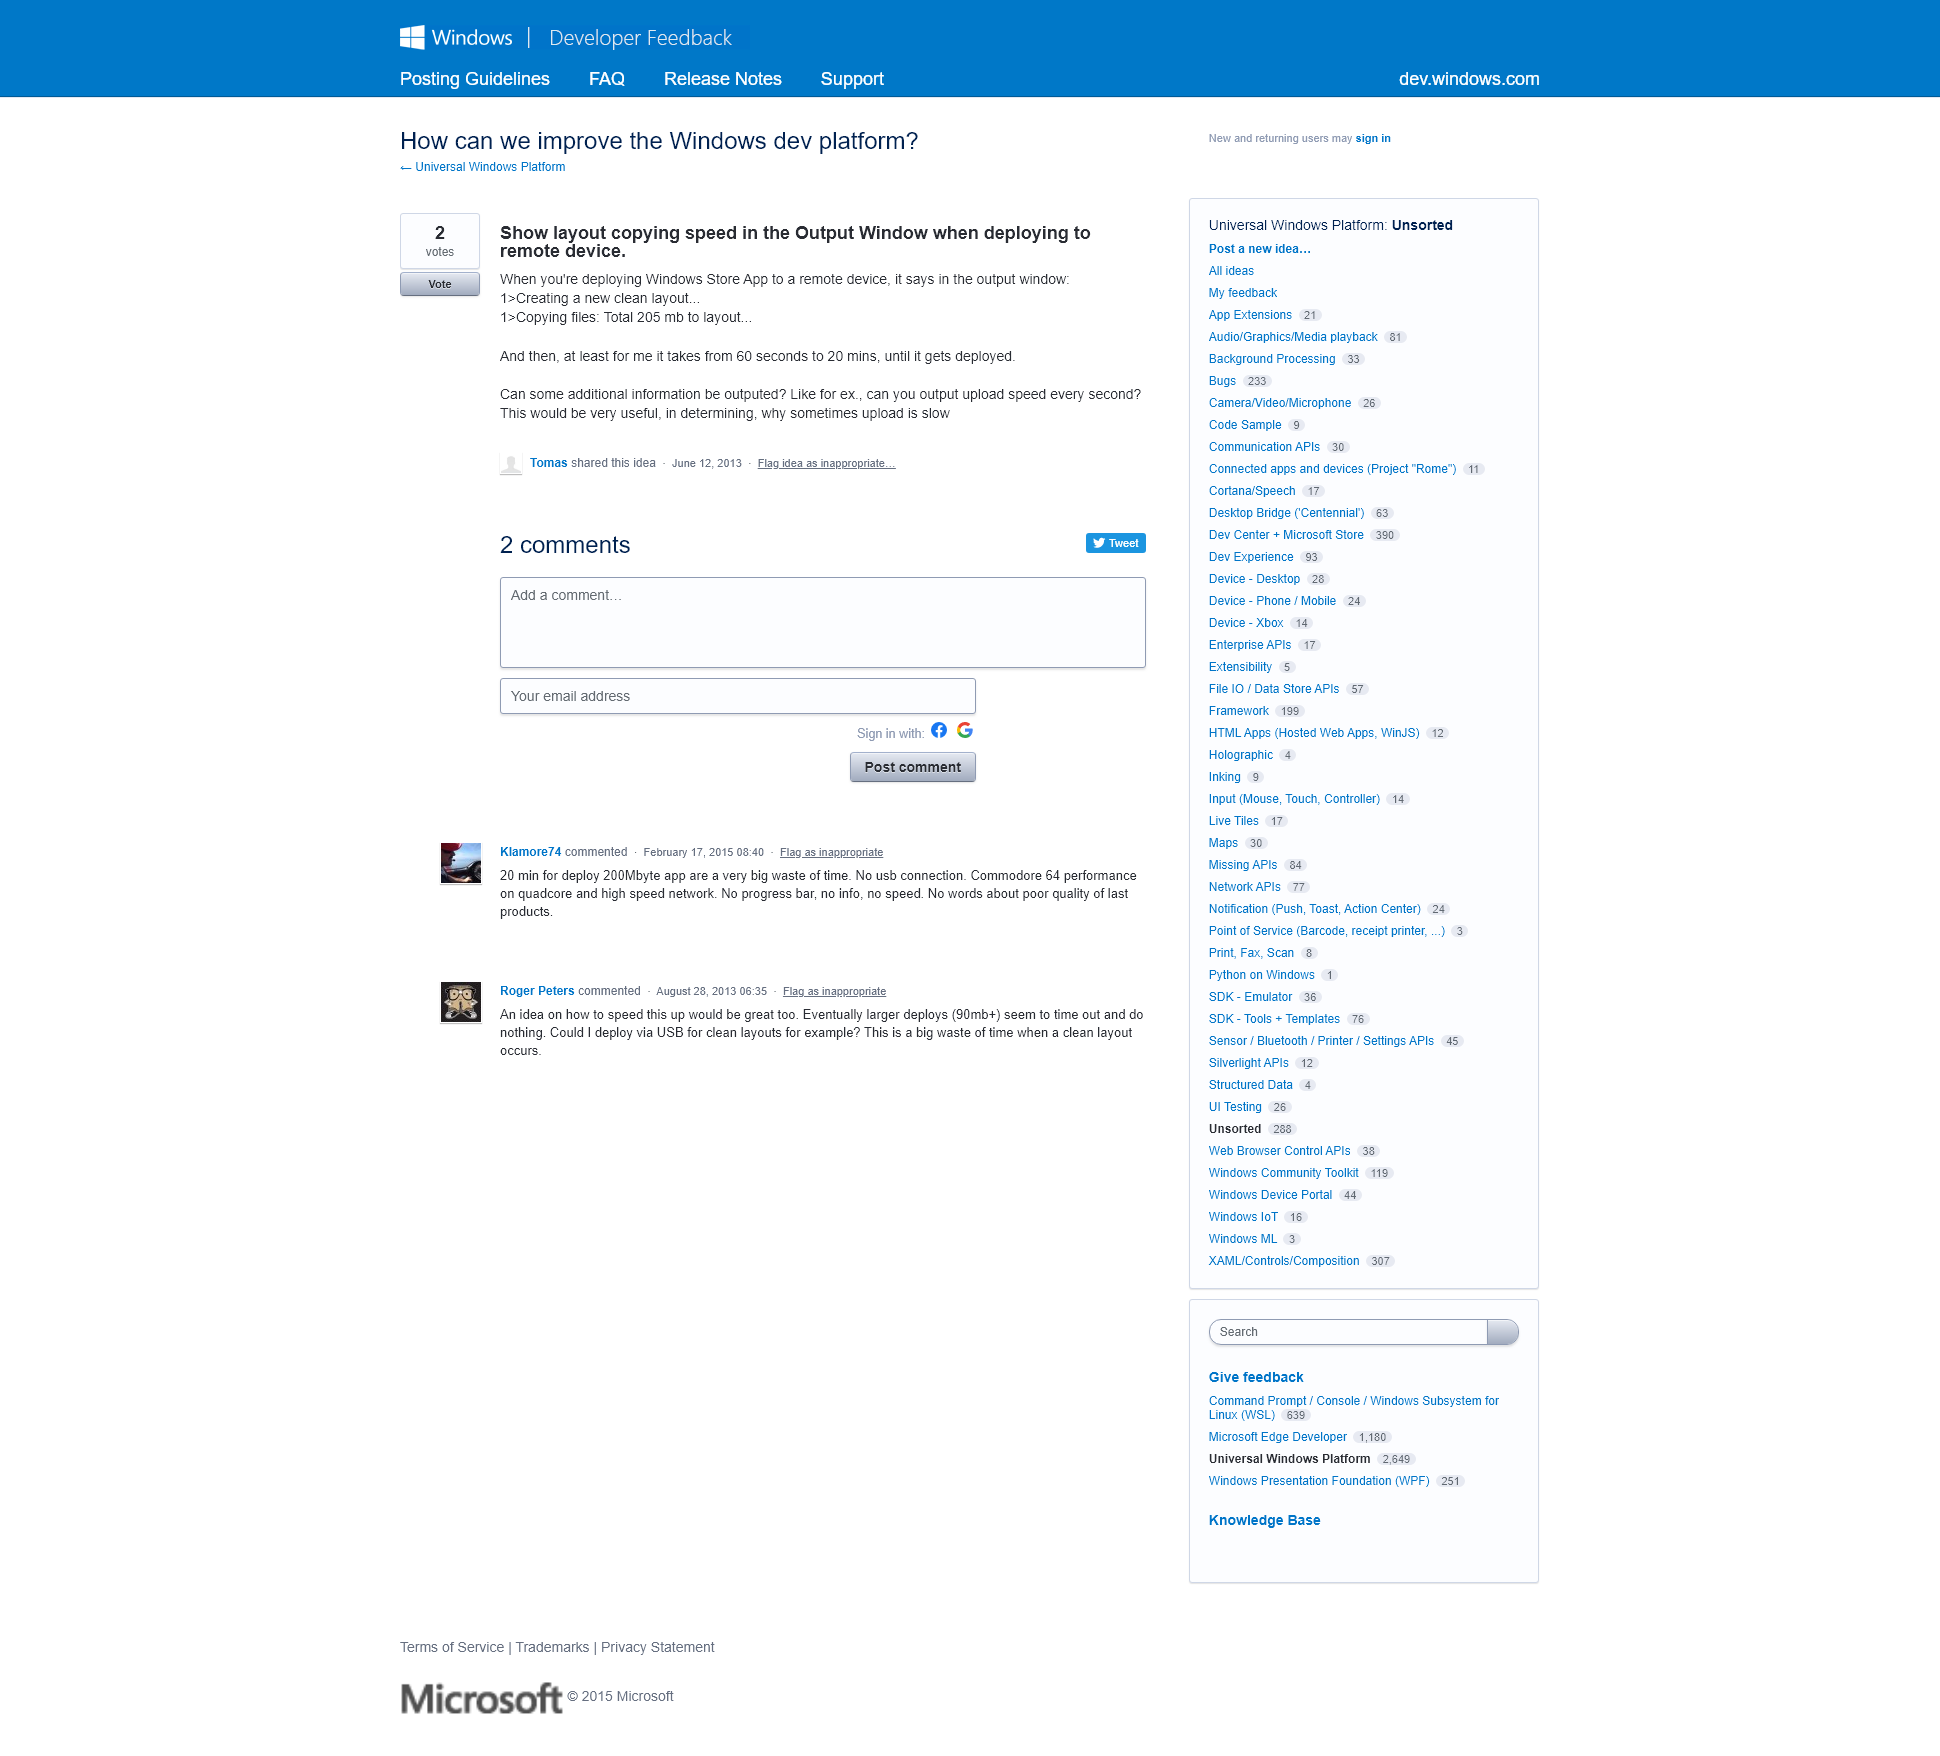 Windows | Developer Feedback
Posting Guidelines FAQ Release Notes Support dev.windows.com
How can we improve the Windows dev platform?
← Universal Windows Platform
New and returning users may sign in
2
votes
Vote
Show layout copying speed in the Output Window when deploying to
remote device.
When you're deploying Windows Store App to a remote device, it says in the output window:
1>Creating a new clean layout...
1>Copying files: Total 205 mb to layout...
And then, at least for me it takes from 60 seconds to 20 mins, until it gets deployed.
Can some additional information be outputed? Like for ex., can you output upload speed every second?
This would be very useful, in determining, why sometimes upload is slow
Tomas shared this idea · June 12, 2013 · Flag idea as inappropriate…
2 comments
Tweet
Add a comment…
Your email address
Sign in with:
Post comment
Klamore74 commented · February 17, 2015 08:40 · Flag as inappropriate
20 min for deploy 200Mbyte app are a very big waste of time. No usb connection. Commodore 64 performance
on quadcore and high speed network. No progress bar, no info, no speed. No words about poor quality of last
products.
Roger Peters commented · August 28, 2013 06:35 · Flag as inappropriate
An idea on how to speed this up would be great too. Eventually larger deploys (90mb+) seem to time out and do
nothing. Could I deploy via USB for clean layouts for example? This is a big waste of time when a clean layout
occurs.
Universal Windows Platform: Unsorted
Post a new idea…
All ideas
My feedback
App Extensions 21
Audio/Graphics/Media playback 81
Background Processing 33
Bugs 233
Camera/Video/Microphone 26
Code Sample 9
Communication APIs 30
Connected apps and devices (Project "Rome") 11
Cortana/Speech 17
Desktop Bridge ('Centennial') 63
Dev Center + Microsoft Store 390
Dev Experience 93
Device - Desktop 28
Device - Phone / Mobile 24
Device - Xbox 14
Enterprise APIs 17
Extensibility 5
File IO / Data Store APIs 57
Framework 199
HTML Apps (Hosted Web Apps, WinJS) 12
Holographic 4
Inking 9
Input (Mouse, Touch, Controller) 14
Live Tiles 17
Maps 30
Missing APIs 84
Network APIs 77
Notification (Push, Toast, Action Center) 24
Point of Service (Barcode, receipt printer, ...) 3
Print, Fax, Scan 8
Python on Windows 1
SDK - Emulator 36
SDK - Tools + Templates 76
Sensor / Bluetooth / Printer / Settings APIs 45
Silverlight APIs 12
Structured Data 4
UI Testing 26
Unsorted 288
Web Browser Control APIs 38
Windows Community Toolkit 119
Windows Device Portal 44
Windows IoT 16
Windows ML 3
XAML/Controls/Composition 307
Search
Give feedback
Command Prompt / Console / Windows Subsystem for
Linux (WSL) 639
Microsoft Edge Developer 1,180
Universal Windows Platform 2,649
Windows Presentation Foundation (WPF) 251
Knowledge Base
Terms of Service | Trademarks | Privacy Statement
Microsoft © 2015 Microsoft